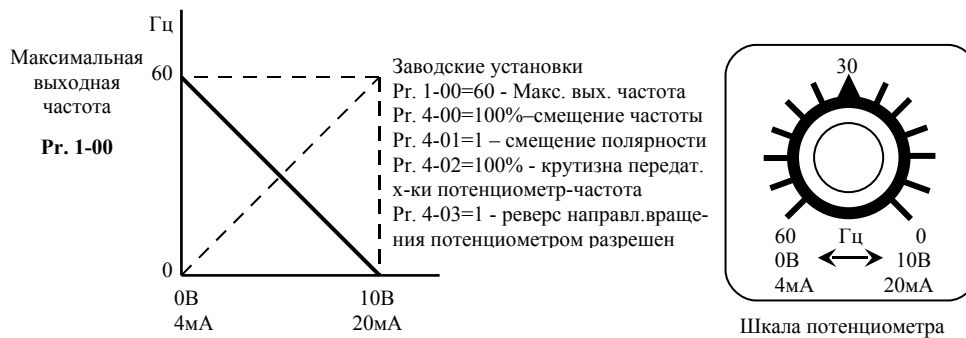 Гц
Максимальная
выходная
частота
Pr. 1-00
60
0
0В
4мА
10В
20мА
Заводские установки
Pr. 1-00=60 - Макс. вых. частота
Pr. 4-00=100%–смещение частоты
Pr. 4-01=1 – смещение полярности
Pr. 4-02=100% - крутизна передат.
х-ки потенциометр-частота
Pr. 4-03=1 - реверс направл.враще-
ния потенциометром разрешен
30
60 Гц 0
0В 10В
4мА 20мА
Шкала потенциометра